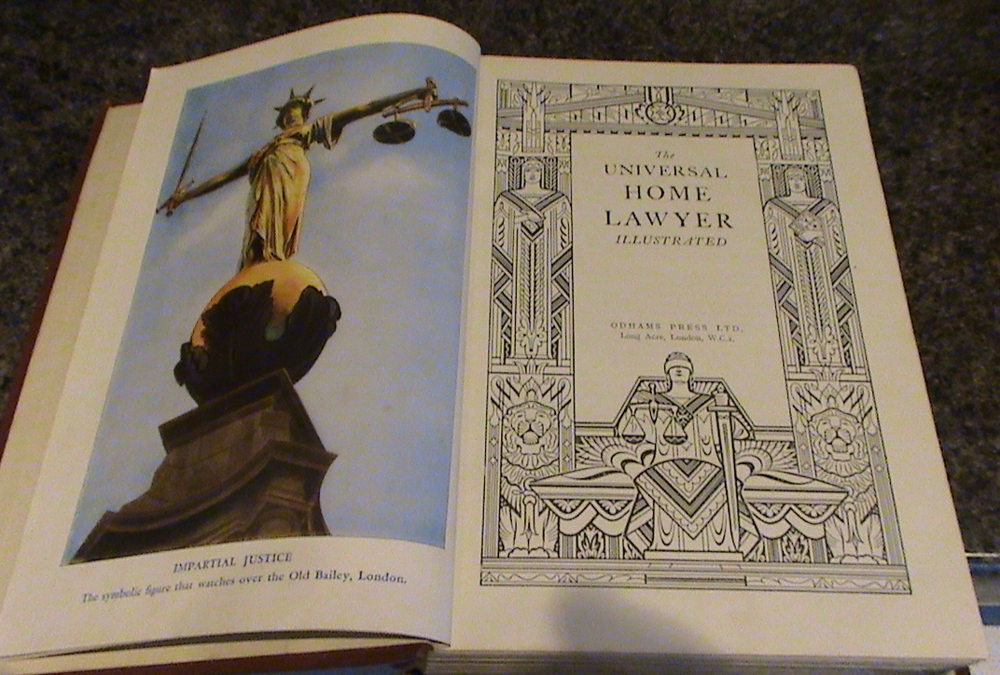 IMPARTIAL JUSTICE
The symbolic figure that watches over the Old Bailey, London.
The
UNIVERSAL
HOME
LAWYER
ILLUSTRATED
ODHAMS PRESS LTD.
Long Acre, London, W.C.2.